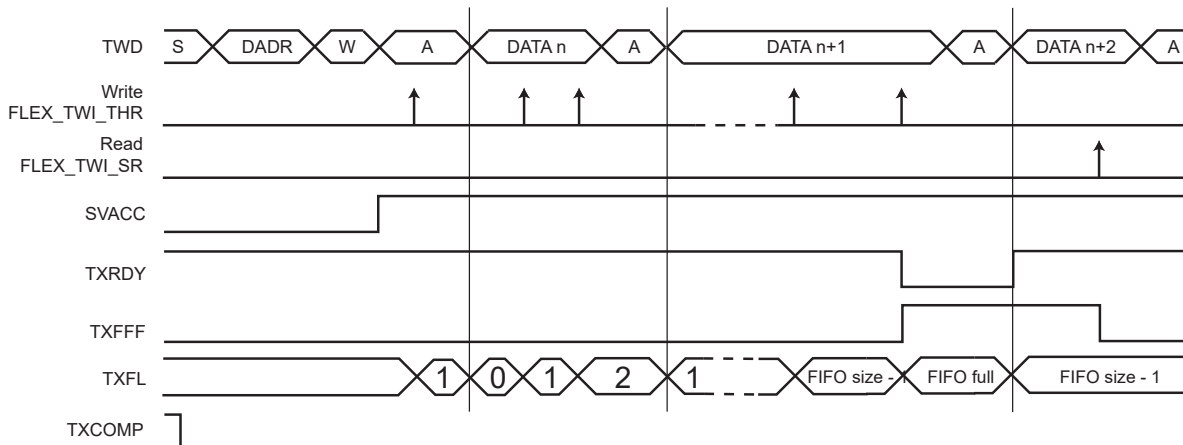 TWD S DADR W A DATA n A DATA n+1 A DATA n+2 A
Write
FLEX_TWI_THR
Read
FLEX_TWI_SR
SVACC
TXRDY
TXFFF
TXFL 1 0 1 2 1 FIFO size - 1 FIFO full FIFO size - 1
TXCOMP